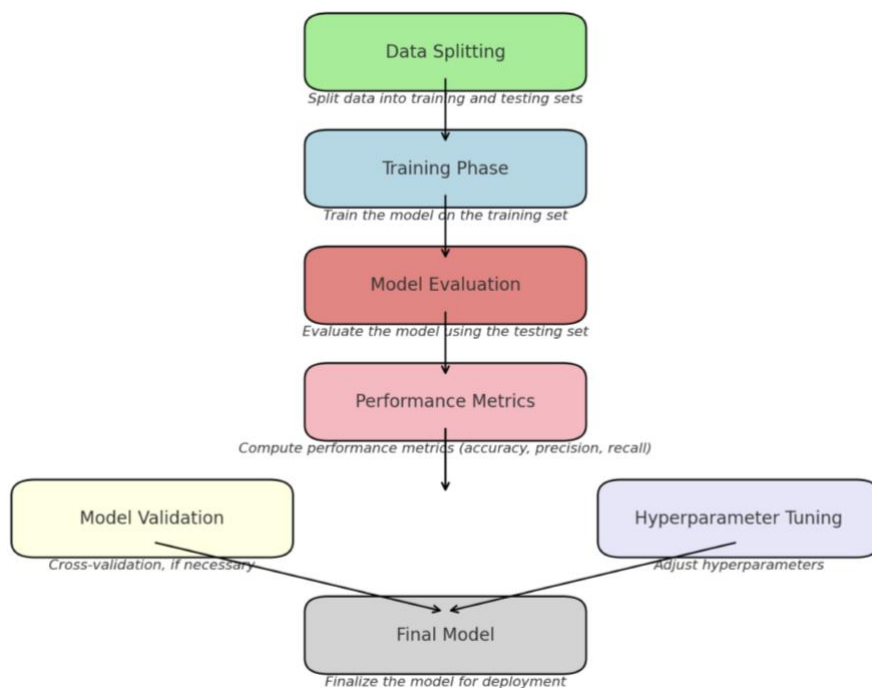 Data Splitting
Split data into training and testing sets
Training Phase
Train the model on the training set
Model Evaluation
Evaluate the model using the testing set
Performance Metrics
Compute performance metrics (accuracy, precision, recall)
Model Validation
Cross-validation, if necessary
Hyperparameter Tuning
Adjust hyperparameters
Final Model
Finalize the model for deployment